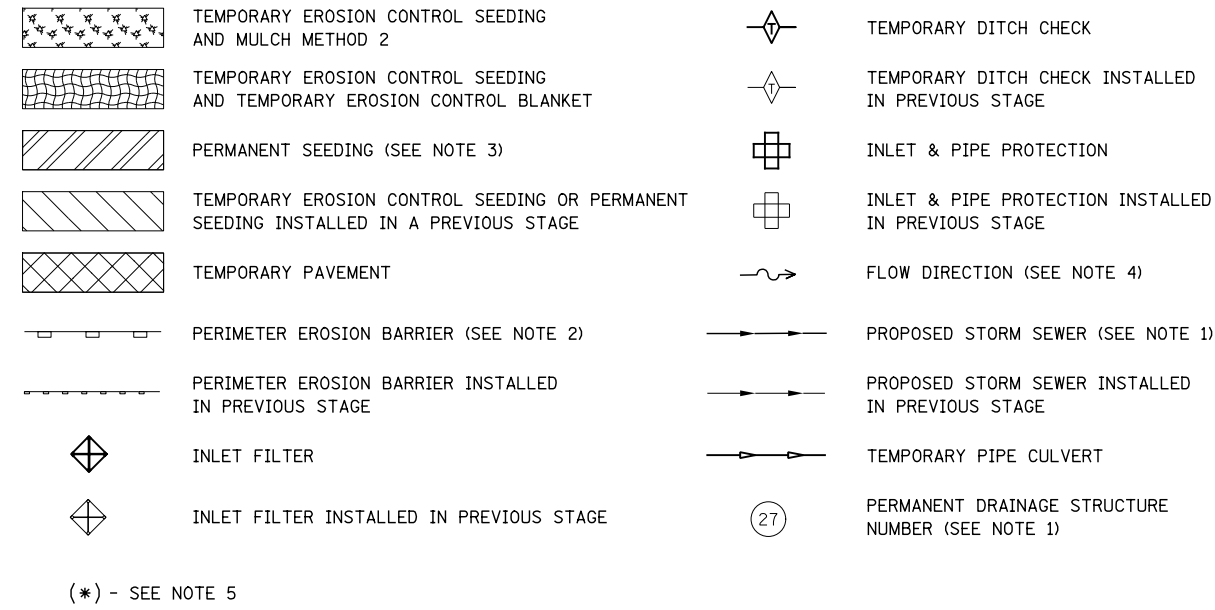 TEMPORARY EROSION CONTROL SEEDING
AND MULCH METHOD 2
TEMPORARY EROSION CONTROL SEEDING
AND TEMPORARY EROSION CONTROL BLANKET
PERMANENT SEEDING (SEE NOTE 3)
TEMPORARY EROSION CONTROL SEEDING OR PERMANENT
SEEDING INSTALLED IN A PREVIOUS STAGE
TEMPORARY PAVEMENT
PERIMETER EROSION BARRIER (SEE NOTE 2)
PERIMETER EROSION BARRIER INSTALLED
IN PREVIOUS STAGE
INLET FILTER
INLET FILTER INSTALLED IN PREVIOUS STAGE
(*) - SEE NOTE 5
T
TEMPORARY DITCH CHECK
T
TEMPORARY DITCH CHECK INSTALLED
IN PREVIOUS STAGE
INLET & PIPE PROTECTION
INLET & PIPE PROTECTION INSTALLED
IN PREVIOUS STAGE
FLOW DIRECTION (SEE NOTE 4)
PROPOSED STORM SEWER (SEE NOTE 1)
PROPOSED STORM SEWER INSTALLED
IN PREVIOUS STAGE
TEMPORARY PIPE CULVERT
27
PERMANENT DRAINAGE STRUCTURE
NUMBER (SEE NOTE 1)